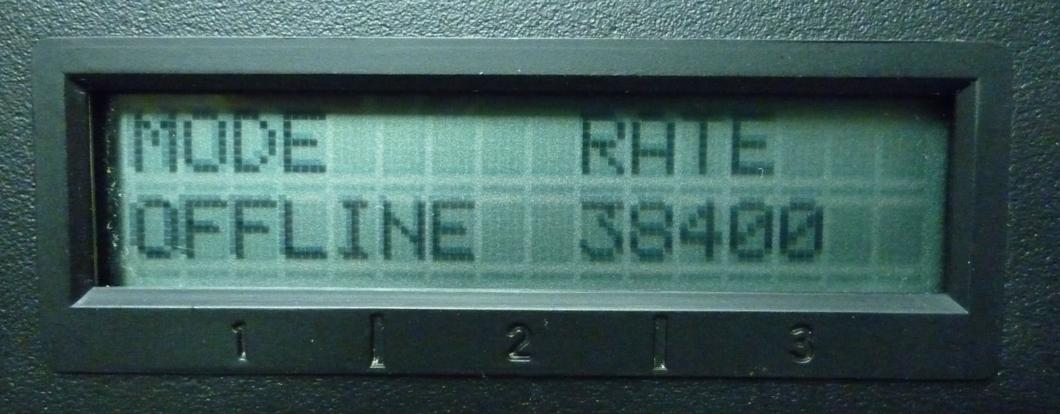 MODE RATE
OFFLINE 38400
1 | 2 | 3